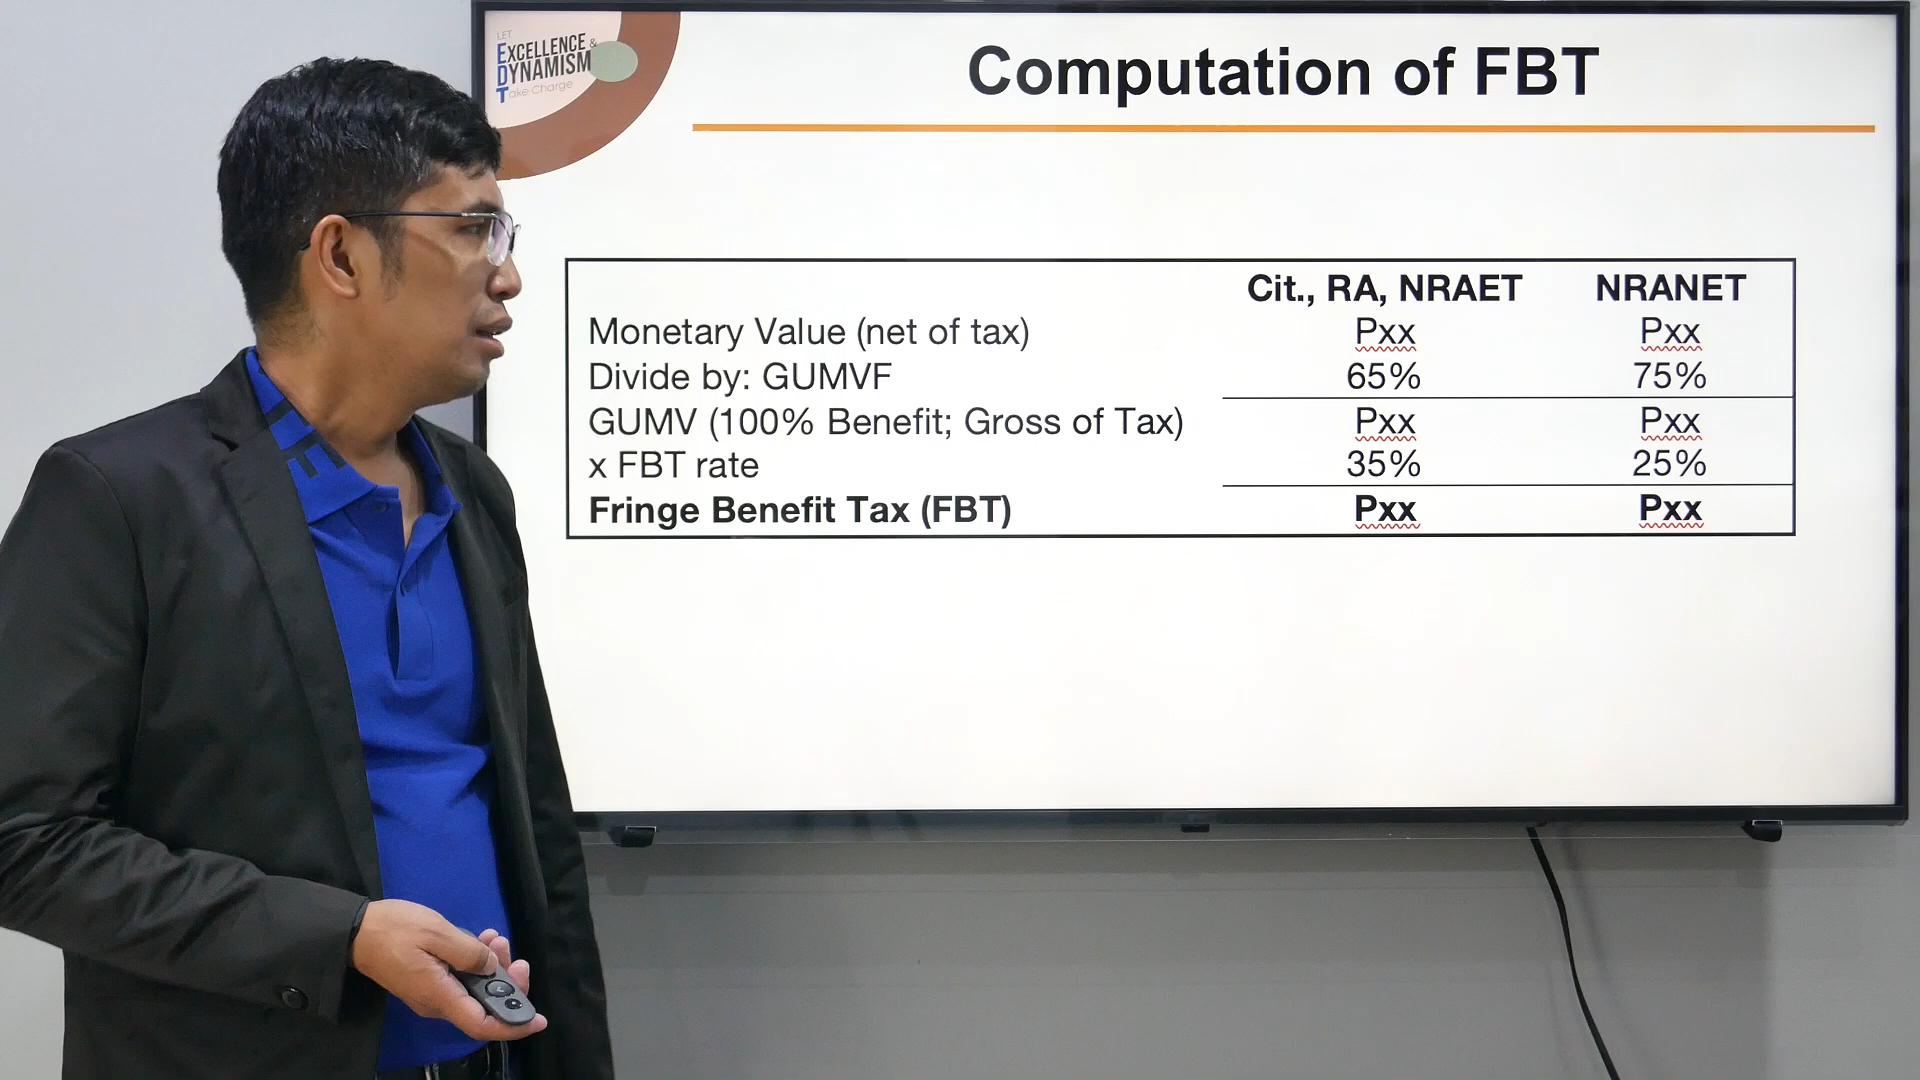 LET
EXCELLENCE &
DYNAMISM
Take Charge
Computation of FBT
Cit., RA, NRAET NRANET
Monetary Value (net of tax) Pxx Pxx
Divide by: GUMVF 65% 75%
GUMV (100% Benefit; Gross of Tax) Pxx Pxx
x FBT rate 35% 25%
Fringe Benefit Tax (FBT) Pxx Pxx